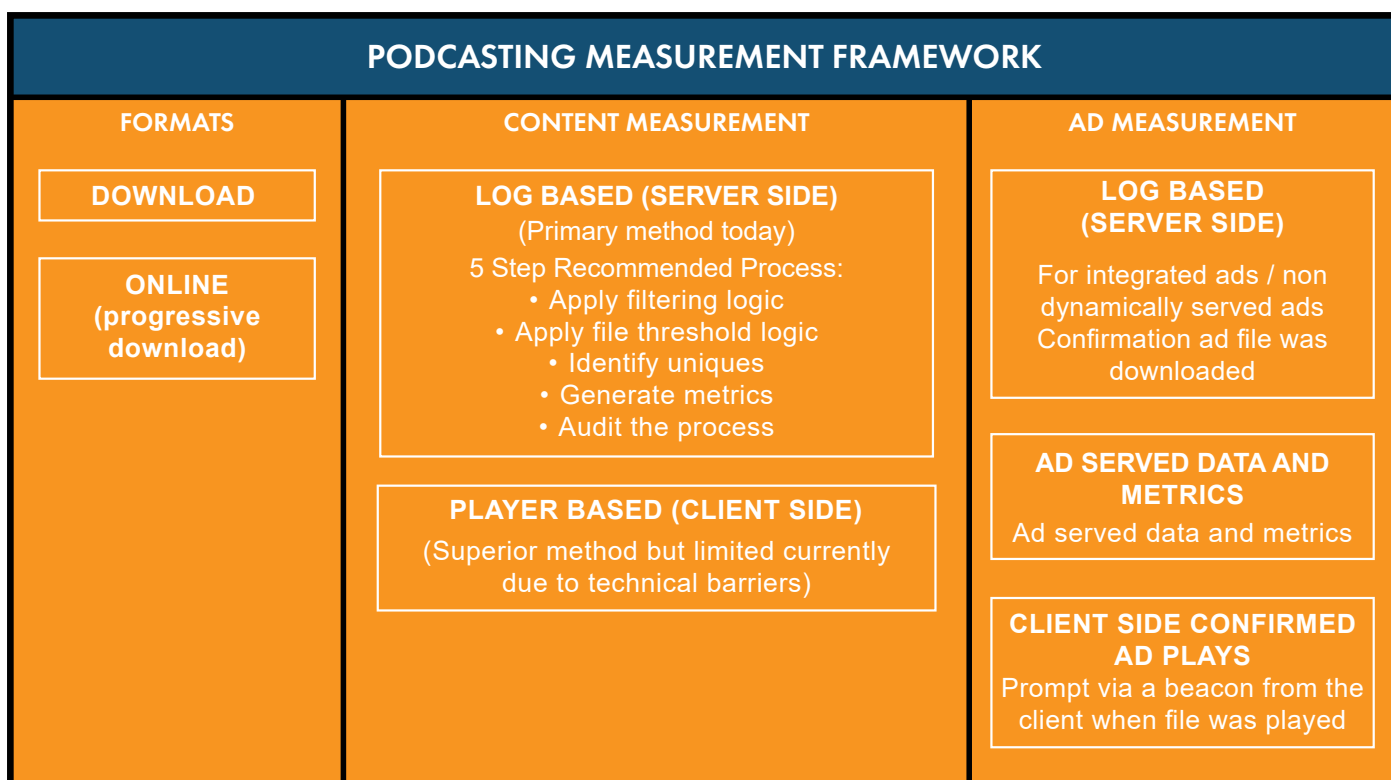 PODCASTING MEASUREMENT FRAMEWORK
FORMATS
DOWNLOAD
ONLINE
(progressive
download)
CONTENT MEASUREMENT
LOG BASED (SERVER SIDE)
(Primary method today)
5 Step Recommended Process:
• Apply filtering logic
• Apply file threshold logic
• Identify uniques
• Generate metrics
• Audit the process
PLAYER BASED (CLIENT SIDE)
(Superior method but limited currently
due to technical barriers)
AD MEASUREMENT
LOG BASED
(SERVER SIDE)
For integrated ads / non
dynamically served ads
Confirmation ad file was
downloaded
AD SERVED DATA AND
METRICS
Ad served data and metrics
CLIENT SIDE CONFIRMED
AD PLAYS
Prompt via a beacon from the
client when file was played